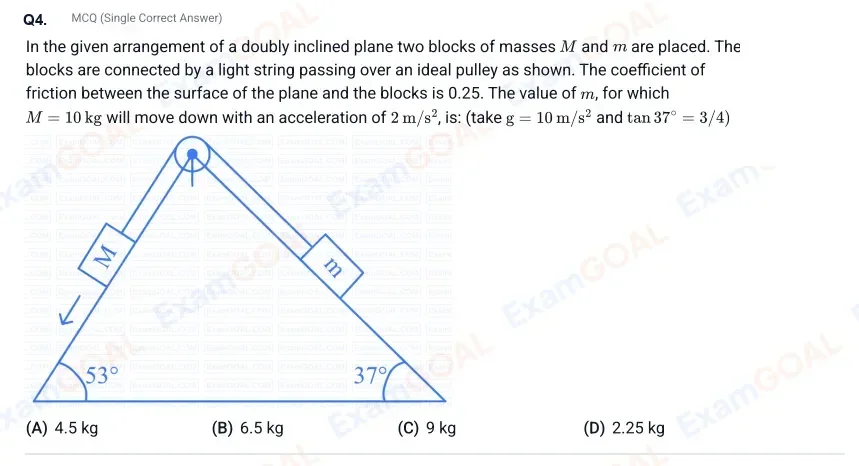 Q4. MCQ (Single Correct Answer)
In the given arrangement of a doubly inclined plane two blocks of masses M and m are placed. The
blocks are connected by a light string passing over an ideal pulley as shown. The coefficient of
friction between the surface of the plane and the blocks is 0.25. The value of m, for which
M = 10 kg will move down with an acceleration of 2 m/s², is: (take g = 10 m/s² and tan 37° = 3/4)
M
m
53°
37°
(A) 4.5 kg (B) 6.5 kg (C) 9 kg (D) 2.25 kg
ExamGOAL